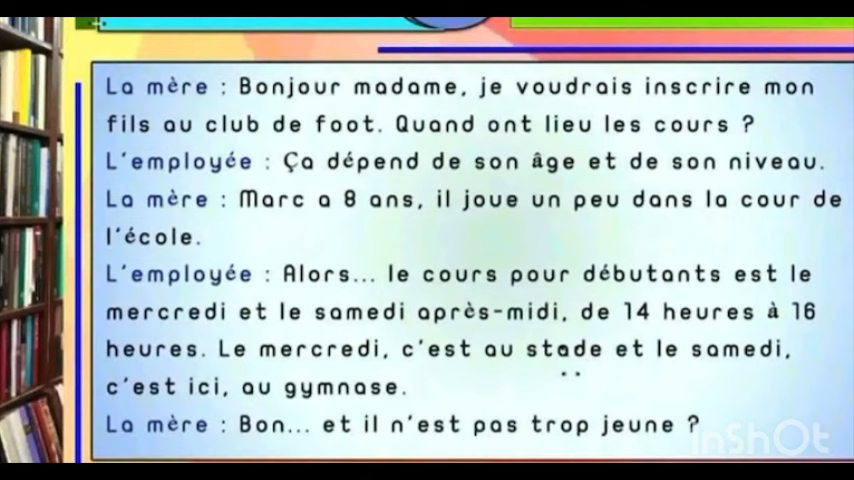 La mère : Bonjour madame, je voudrais inscrire mon
fils au club de foot. Quand ont lieu les cours ?
L'employée : Ça dépend de son âge et de son niveau.
La mère : Marc a 8 ans, il joue un peu dans la cour de
l'école.
L'employée : Alors... le cours pour débutants est le
mercredi et le samedi après-midi, de 14 heures à 16
heures. Le mercredi, c'est au stade et le samedi,
c'est ici, au gymnase.
La mère : Bon... et il n'est pas trop jeune ?
InShOt